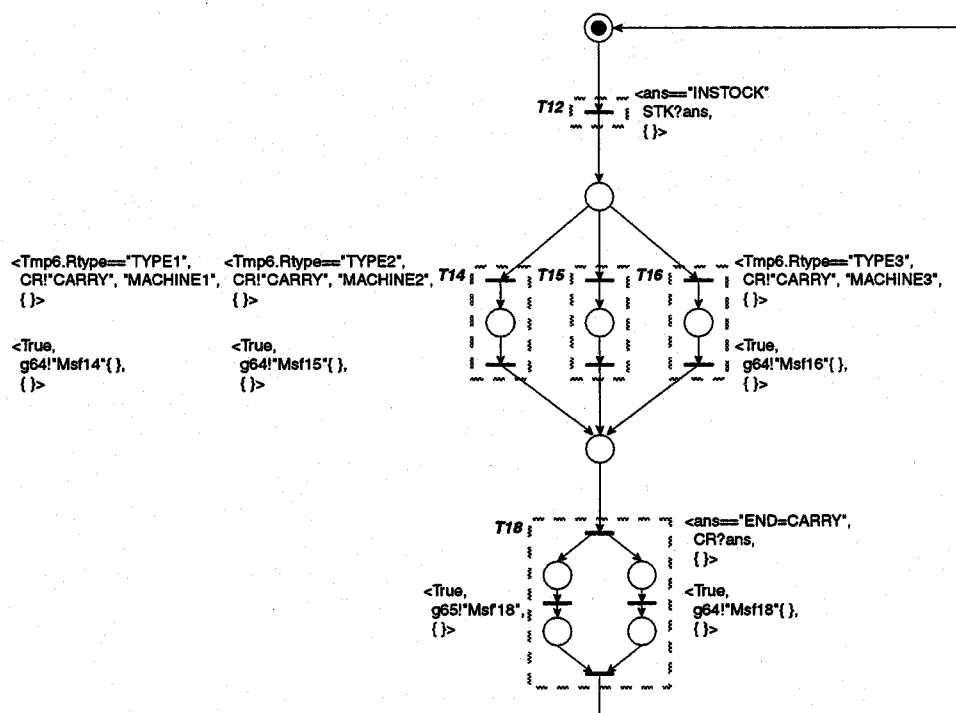 T12
<ans=="INSTOCK"
STK?ans,
{ }>
<Tmp6.Rtype=="TYPE1",
CR!"CARRY", "MACHINE1",
{ }>
<Tmp6.Rtype=="TYPE2",
CR!"CARRY", "MACHINE2",
{ }>
T14
T15
T16
<Tmp6.Rtype=="TYPE3",
CR!"CARRY", "MACHINE3",
{ }>
<True,
g64!"Msf14"{ },
{ }>
<True,
g64!"Msf15"{ },
{ }>
<True,
g64!"Msf16"{ },
{ }>
T18
<ans=="END=CARRY",
CR?ans,
{ }>
<True,
g65!"Msf18",
{ }>
<True,
g64!"Msf18"{ },
{ }>